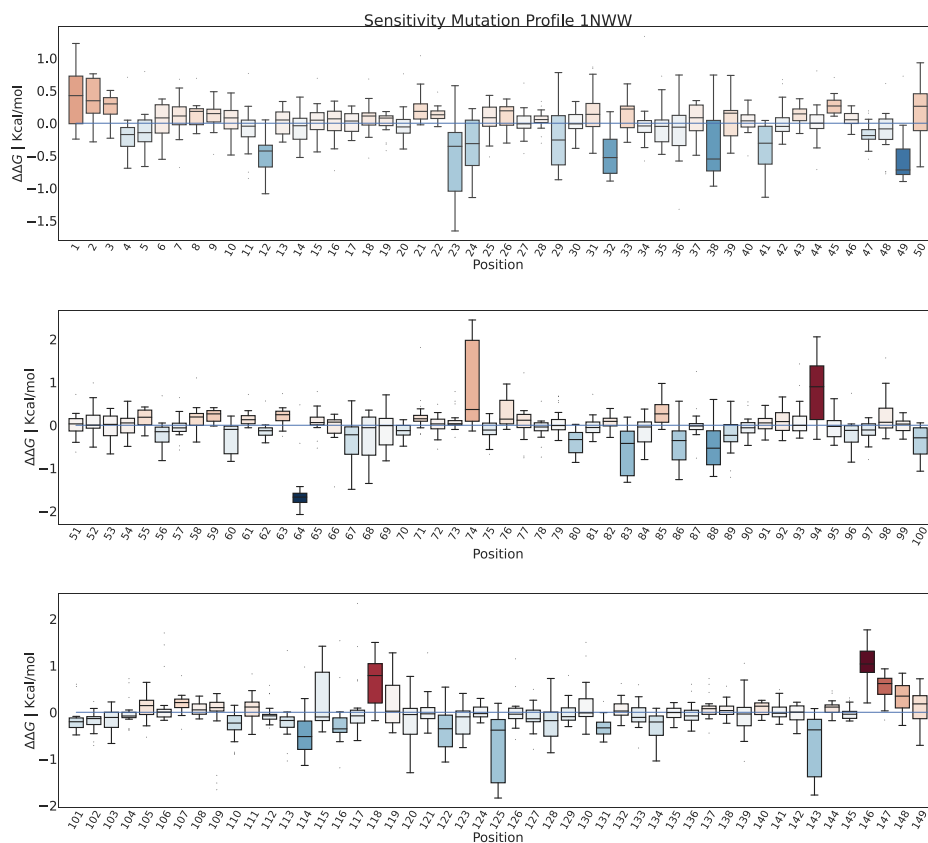 Sensitivity Mutation Profile 1NWW
ΔΔG | Kcal/mol
1.0
0.5
0.0
−0.5
−1.0
−1.5
1 2 3 4 5 6 7 8 9 10 11 12 13 14 15 16 17 18 19 20 21 22 23 24 25 26 27 28 29 30 31 32 33 34 35 36 37 38 39 40 41 42 43 44 45 46 47 48 49 50
Position
ΔΔG | Kcal/mol
2
1
0
−1
−2
51 52 53 54 55 56 57 58 59 60 61 62 63 64 65 66 67 68 69 70 71 72 73 74 75 76 77 78 79 80 81 82 83 84 85 86 87 88 89 90 91 92 93 94 95 96 97 98 99 100
Position
ΔΔG | Kcal/mol
2
1
0
−1
−2
101 102 103 104 105 106 107 108 109 110 111 112 113 114 115 116 117 118 119 120 121 122 123 124 125 126 127 128 129 130 131 132 133 134 135 136 137 138 139 140 141 142 143 144 145 146 147 148 149
Position